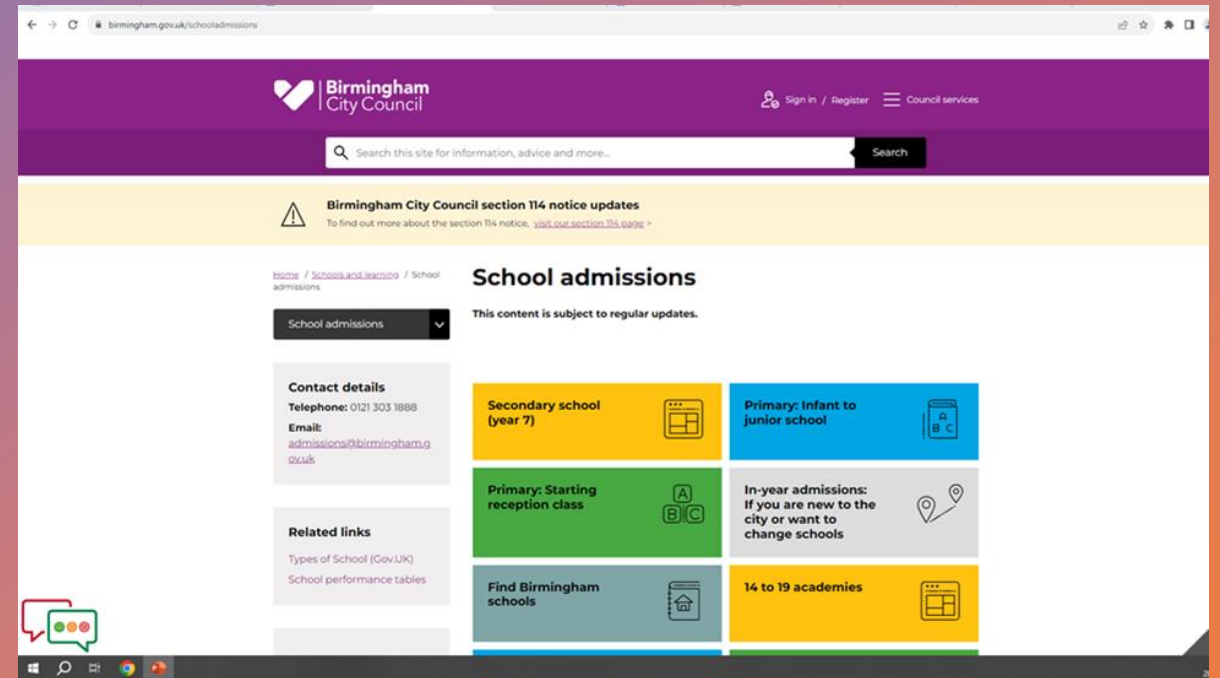 birmingham.gov.uk/schooladmissions
Birmingham
City Council
Sign in / Register
Council services
Search this site for information, advice and more...
Search
Birmingham City Council section 114 notice updates
To find out more about the section 114 notice, visit our section 114 page >
Home / Schools and learning / School
admissions
School admissions
School admissions
This content is subject to regular updates.
Contact details
Telephone: 0121 303 1888
Email:
admissions@birmingham.g
ov.uk
Related links
Types of School (Gov.UK)
School performance tables
Secondary school
(year 7)
Primary: Infant to
junior school
A
B C
Primary: Starting
reception class
A
B C
In-year admissions:
If you are new to the
city or want to
change schools
Find Birmingham
schools
14 to 19 academies